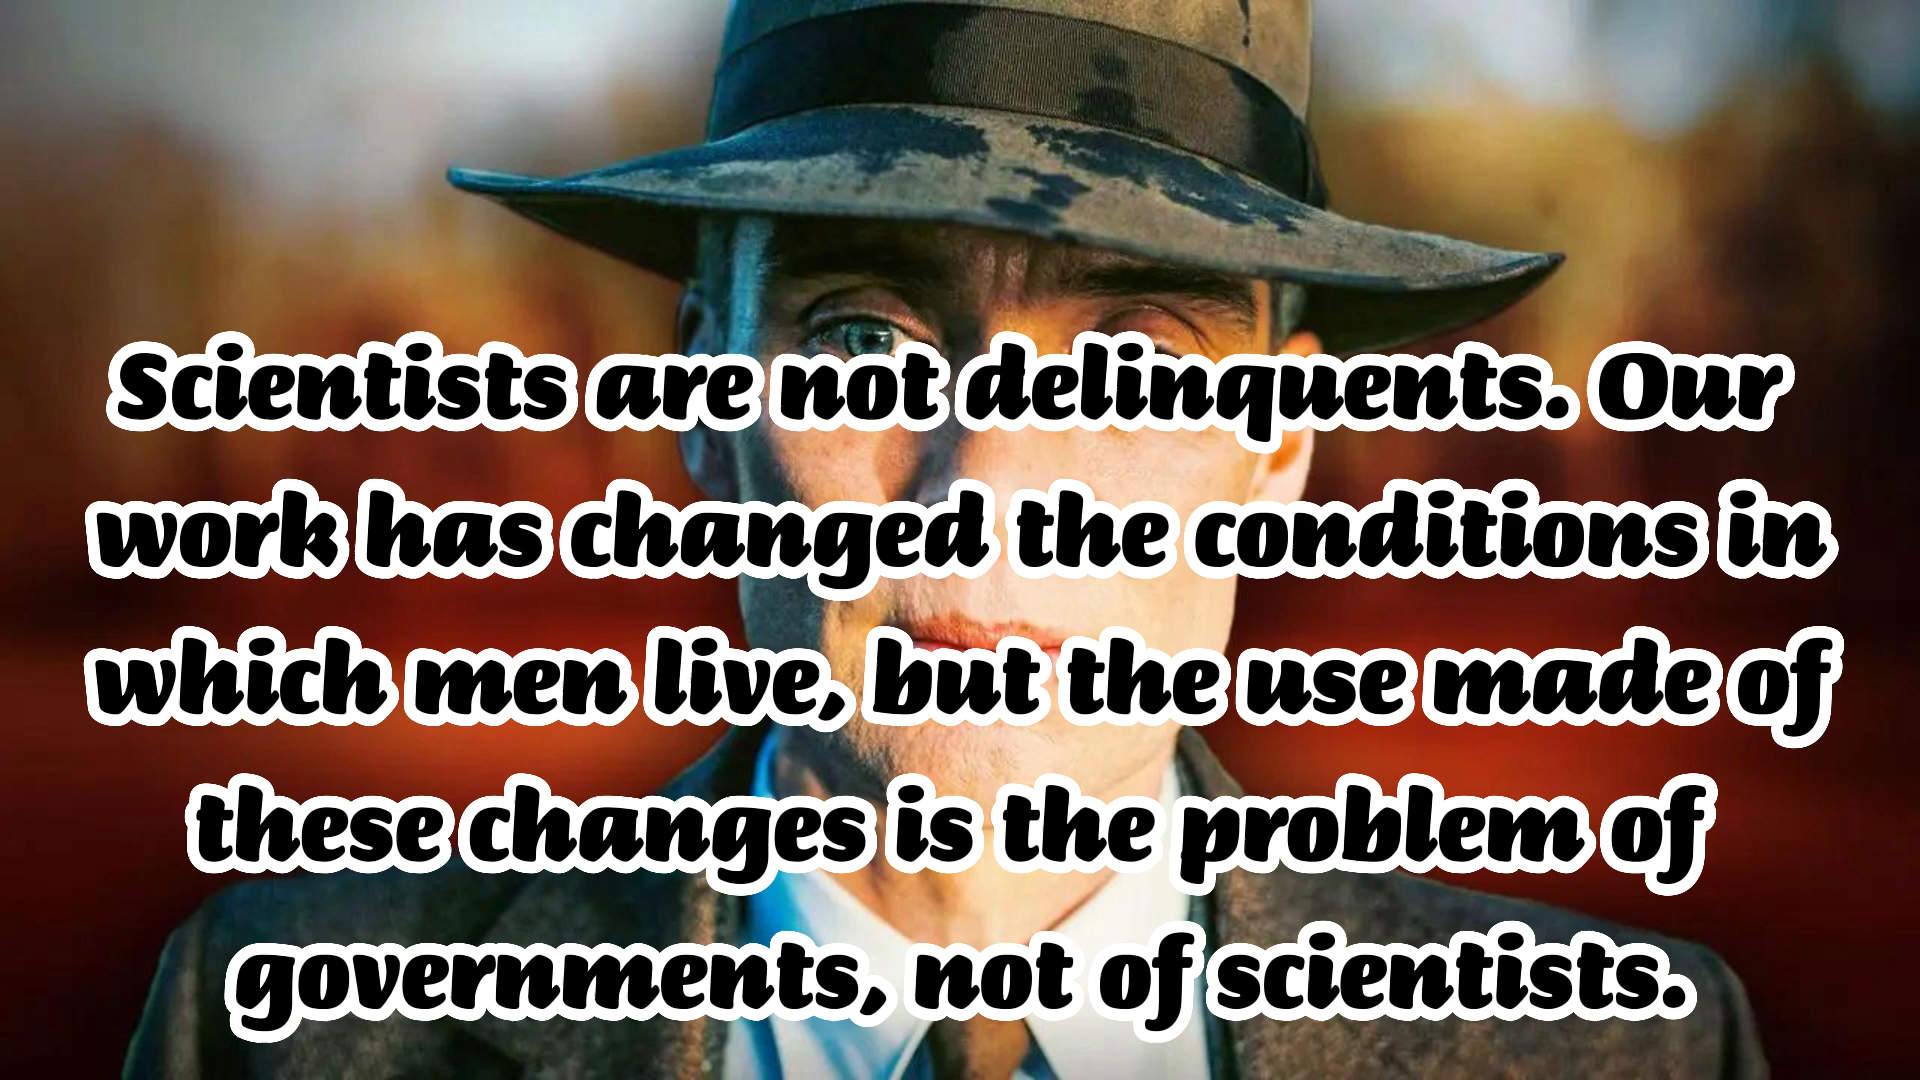 Scientists are not delinquents. Our
work has changed the conditions in
which men live, but the use made of
these changes is the problem of
governments, not of scientists.